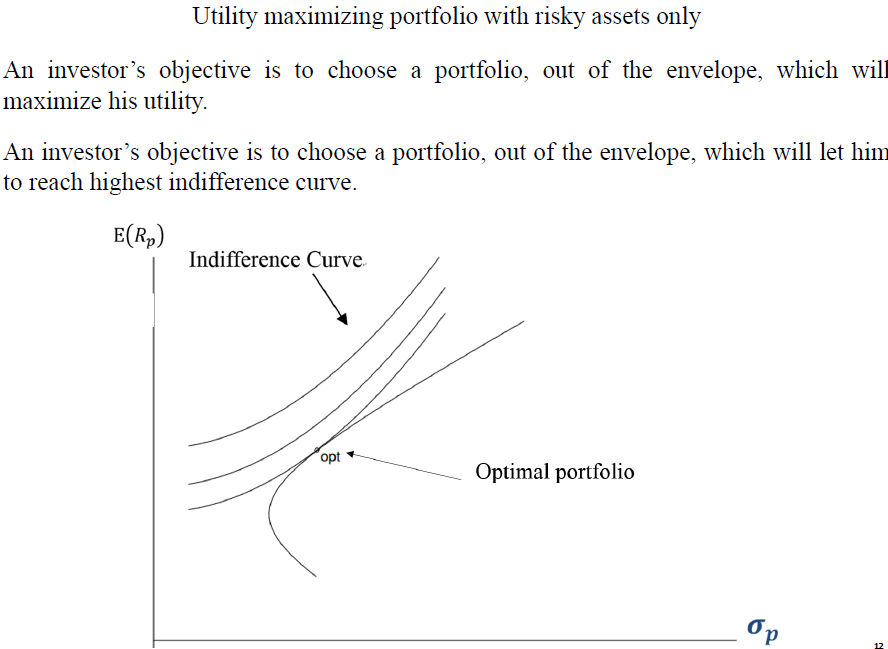 Utility maximizing portfolio with risky assets only
An investor’s objective is to choose a portfolio, out of the envelope, which will
maximize his utility.
An investor’s objective is to choose a portfolio, out of the envelope, which will let him
to reach highest indifference curve.
E(Rₚ)
Indifference Curve
opt
Optimal portfolio
σₚ
12